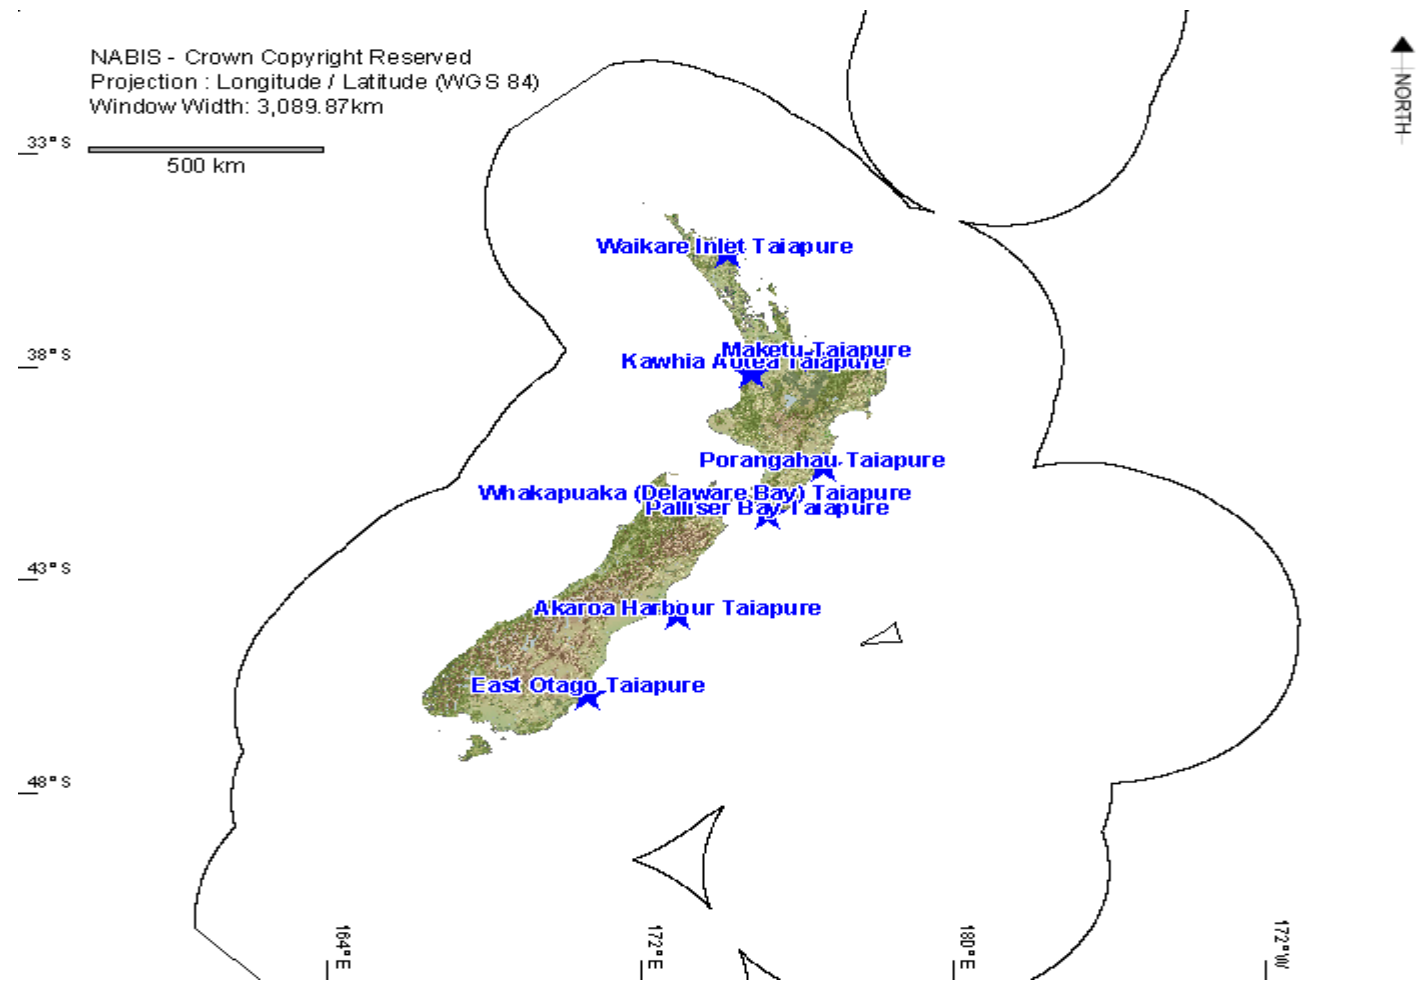 NABIS - Crown Copyright Reserved
Projection : Longitude / Latitude (WGS 84)
Window Width: 3,089.87km
500 km
NORTH
33°S
38°S
43°S
48°S
Waikare Inlet Taiapure
Maketu Taiapure
Kawhia Aotea Taiapure
Porangahau Taiapure
Whakapuaka (Delaware Bay) Taiapure
Palliser Bay Taiapure
Akaroa Harbour Taiapure
East Otago Taiapure
164°E
172°E
180°E
172°W